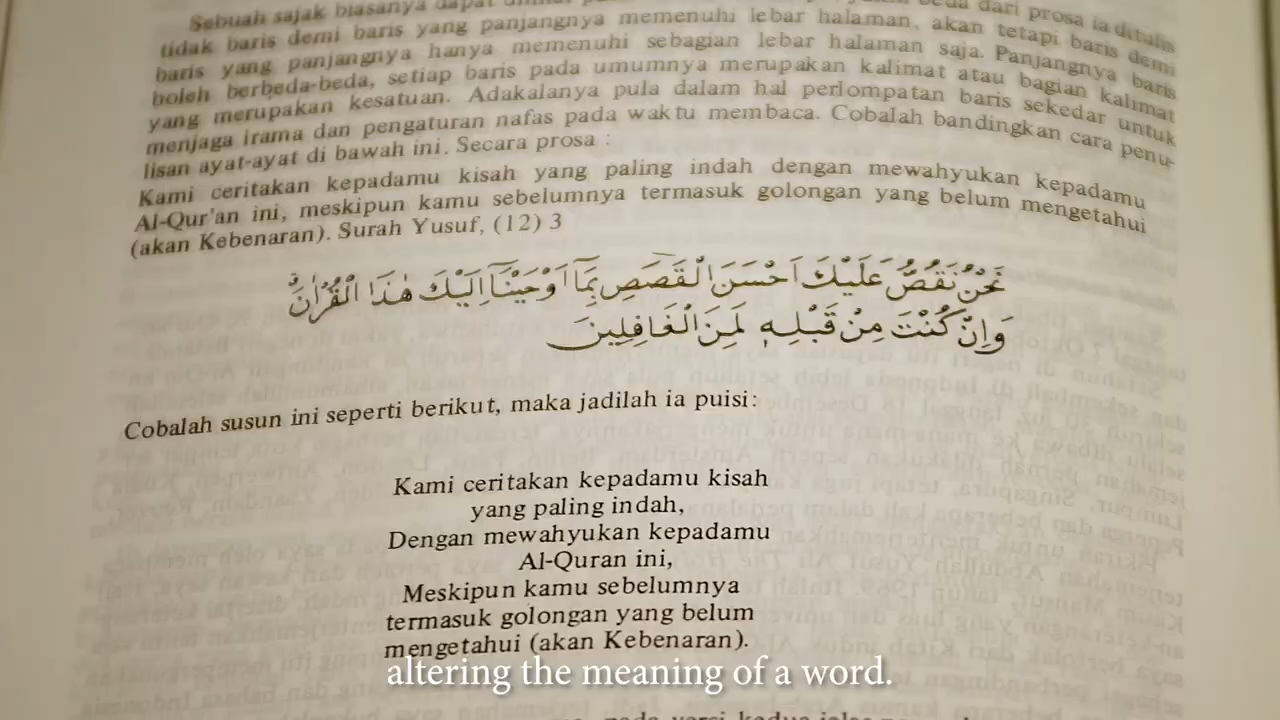 Sebuah sajak biasanya dapat beda dari prosa ia ditulis
tidak baris demi baris yang panjangnya memenuhi lebar halaman, akan tetapi baris demi
baris yang panjangnya hanya memenuhi sebagian lebar halaman saja. Panjangnya baris
boleh berbeda-beda, setiap baris pada umumnya merupakan kalimat atau bagian kalimat
yang merupakan kesatuan. Adakalanya pula dalam hal perlompatan baris sekedar untuk
menjaga irama dan pengaturan nafas pada waktu membaca. Cobalah bandingkan cara penu-
lisan ayat-ayat di bawah ini. Secara prosa :
Kami ceritakan kepadamu kisah yang paling indah dengan mewahyukan kepadamu
Al-Qur'an ini, meskipun kamu sebelumnya termasuk golongan yang belum mengetahui
(akan Kebenaran). Surah Yusuf, (12) 3
نَحْنُ نَقُصُّ عَلَيْكَ اَحْسَنَ الْقَصَصِ بِمَآ اَوْحَيْنَآ اِلَيْكَ هٰذَا الْقُرْاٰنَ
وَاِنْ كُنْتَ مِنْ قَبْلِهٖ لَمِنَ الْغَافِلِينَ
Cobalah susun ini seperti berikut, maka jadilah ia puisi:
Kami ceritakan kepadamu kisah
yang paling indah,
Dengan mewahyukan kepadamu
Al-Quran ini,
Meskipun kamu sebelumnya
termasuk golongan yang belum
mengetahui (akan Kebenaran).
altering the meaning of a word.